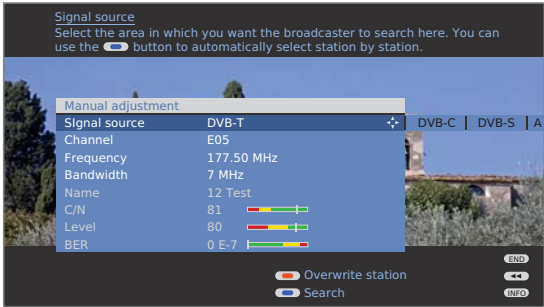 Signal source
Select the area in which you want the broadcaster to search here. You can
use the button to automatically select station by station.
Manual adjustment
SIgnal source DVB-T DVB-C DVB-S A
Channel E05
Frequency 177.50 MHz
Bandwidth 7 MHz
Name 12 Test
C/N 81
Level 80
BER 0 E-7
END
Overwrite station
Search INFO